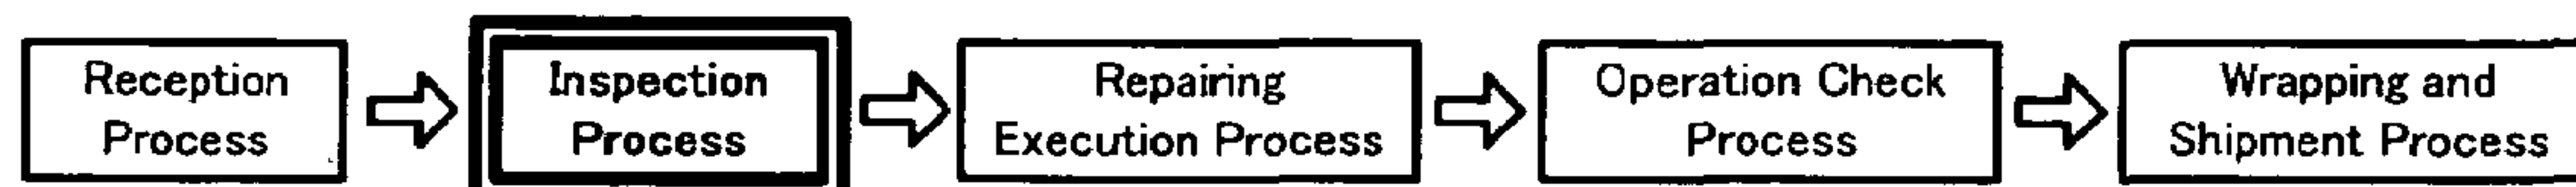 Reception
Process
Inspection
Process
Repairing
Execution Process
Operation Check
Process
Wrapping and
Shipment Process